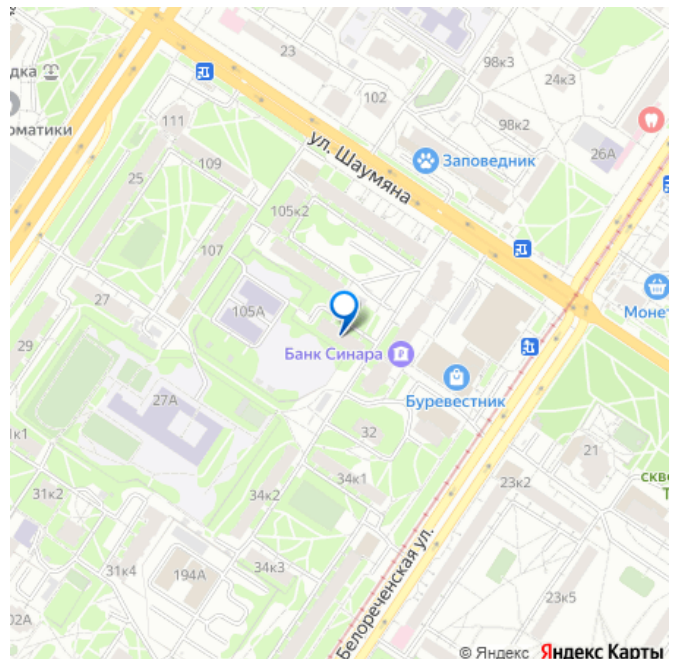 23
98к3
24к3
дка
102
111
98к2
оматики
ул. Шаумяна
Заповедник
26А
109
25
105к2
107
105А
27
Монет
Банк Синара
29
Буревестник
27А
32
1к1
21
34к1
скве
Т
23к2
31к2
34к2
Белореченская ул.
34к3
31к4
194А
23к5
02А
© Яндекс Яндекс Карты